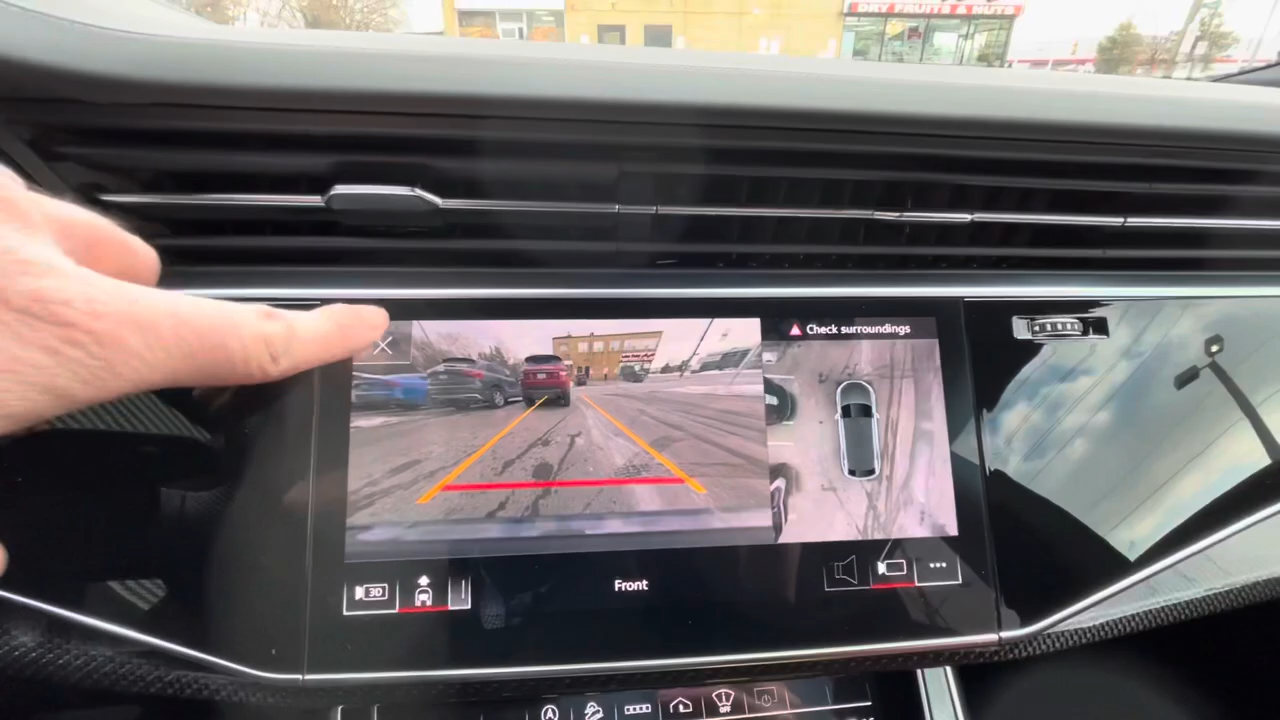 DRY FRUITS & NUTS
Check surroundings
3D
Front
A
OFF